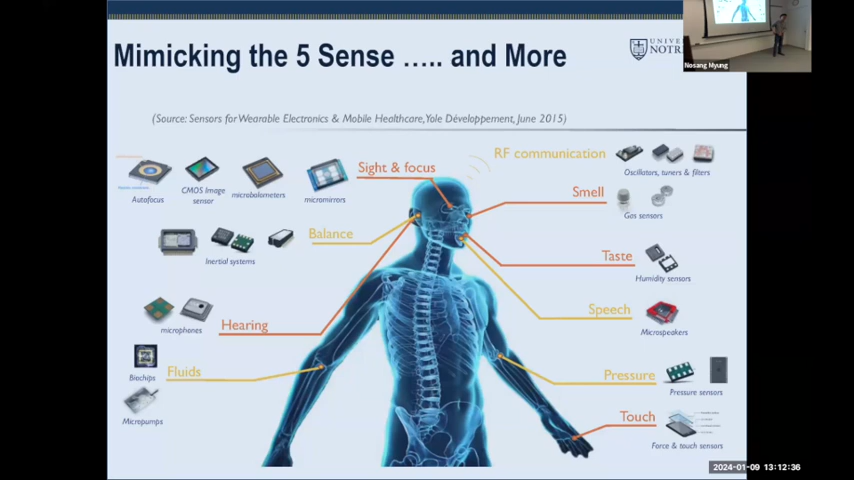 Mimicking the 5 Sense ….. and More
UNIVE
NOTR
Nosang Myung
(Source: Sensors for Wearable Electronics & Mobile Healthcare, Yole Développement, June 2015)
RF communication
Oscillators, tuners & filters
Sight & focus
Autofocus
CMOS Image
sensor
microbolometers
micromirrors
Smell
Gas sensors
Balance
Inertial systems
Taste
Humidity sensors
Hearing
microphones
Speech
Microspeakers
Fluids
Biochips
Micropumps
Pressure
Pressure sensors
Touch
Force & touch sensors
2024-01-09 13:12:36